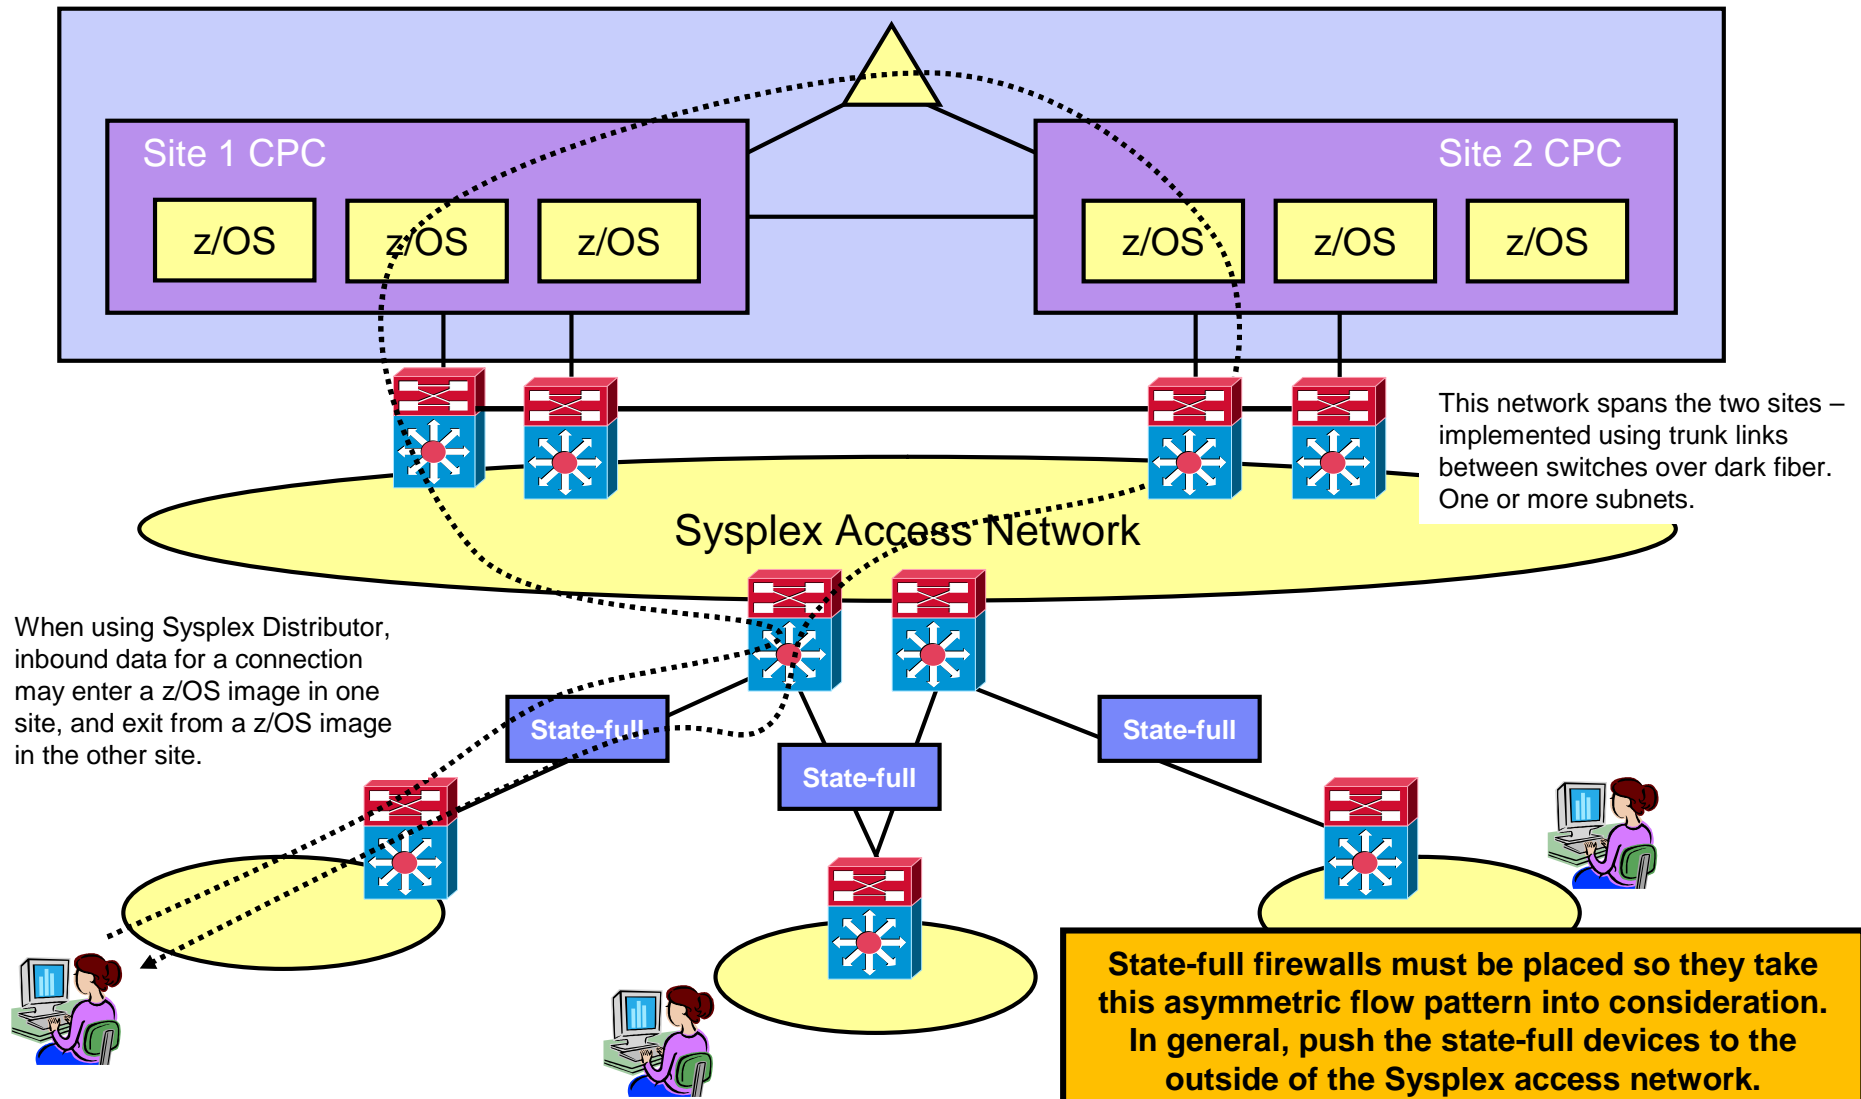 Site 1 CPC
Site 2 CPC
z/OS
z/OS
z/OS
z/OS
z/OS
z/OS
This network spans the two sites –
implemented using trunk links
between switches over dark fiber.
One or more subnets.
Sysplex Access Network
When using Sysplex Distributor,
inbound data for a connection
may enter a z/OS image in one
site, and exit from a z/OS image
in the other site.
State-full
State-full
State-full
State-full firewalls must be placed so they take
this asymmetric flow pattern into consideration.
In general, push the state-full devices to the
outside of the Sysplex access network.